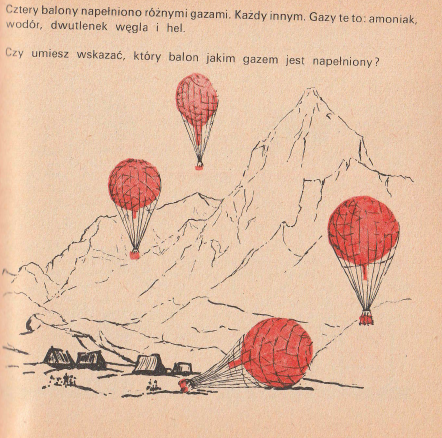 Cztery balony napełniono różnymi gazami. Każdy innym. Gazy te to: amoniak,
wodór, dwutlenek węgla i hel.
Czy umiesz wskazać, który balon jakim gazem jest napełniony?